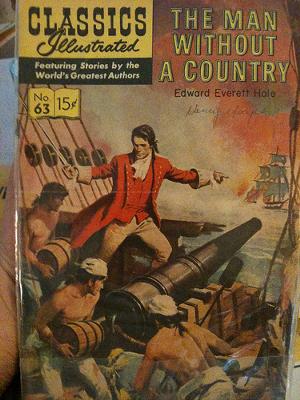 CLASSICS
Illustrated
Featuring Stories by the
World's Greatest Authors
No
63
15¢
THE MAN
WITHOUT
A COUNTRY
Edward Everett Hale